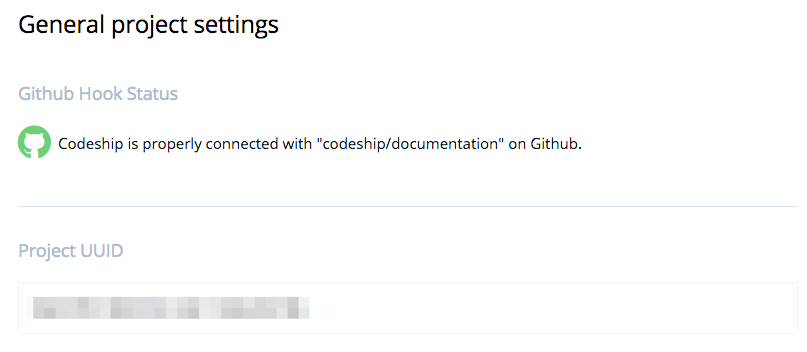 General project settings
Github Hook Status
Codeship is properly connected with "codeship/documentation" on Github.
Project UUID